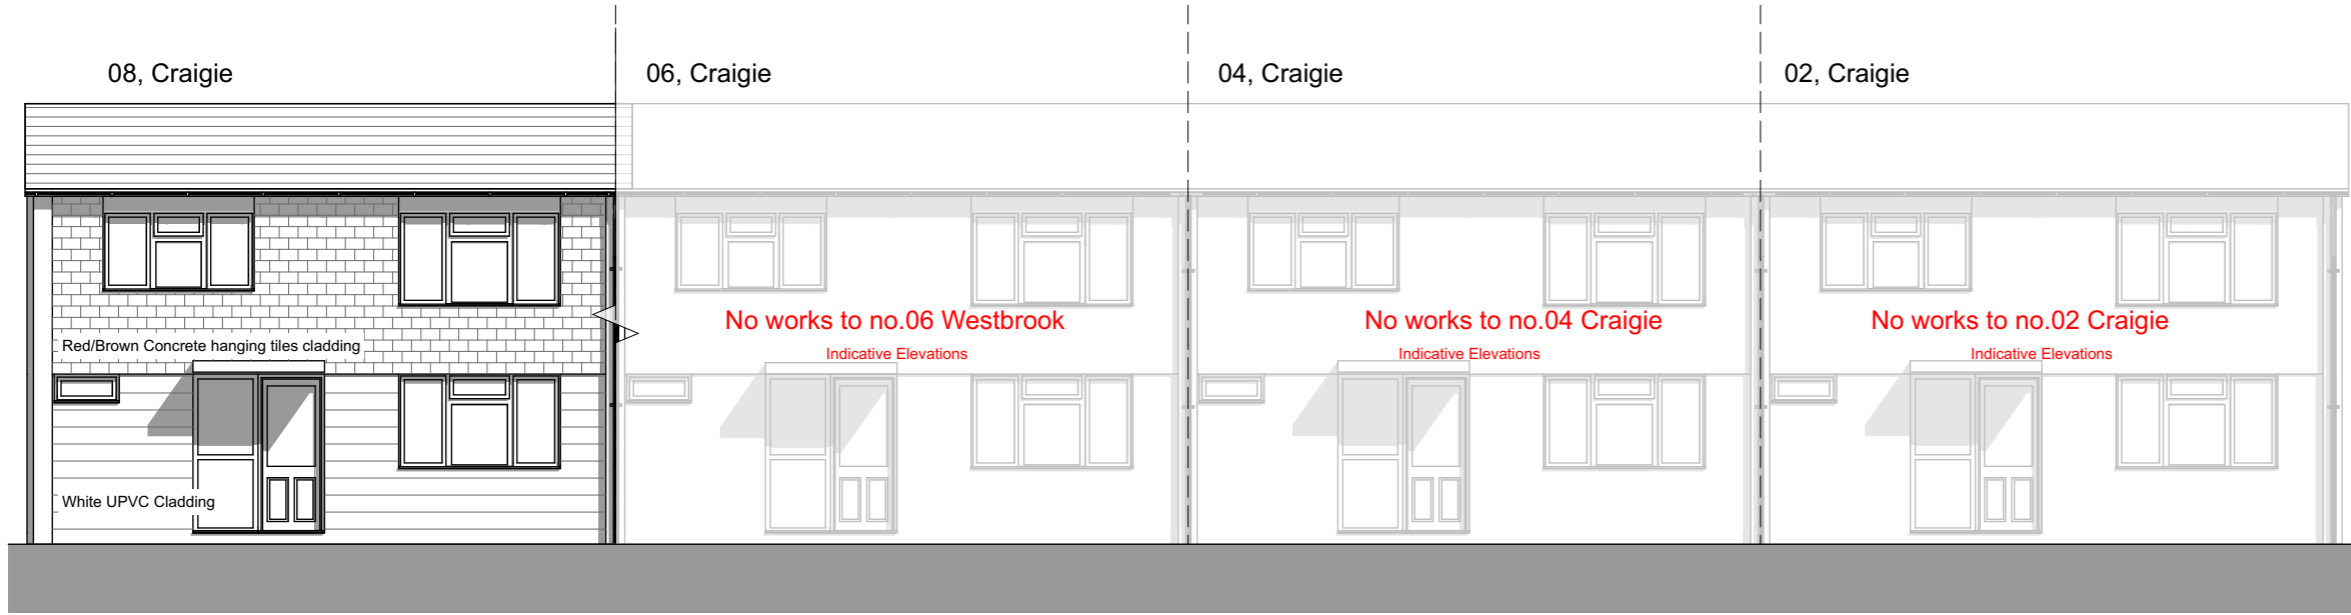 08, Craigie
06, Craigie
04, Craigie
02, Craigie
No works to no.06 Westbrook
Indicative Elevations
No works to no.04 Craigie
Indicative Elevations
No works to no.02 Craigie
Indicative Elevations
Red/Brown Concrete hanging tiles cladding
White UPVC Cladding